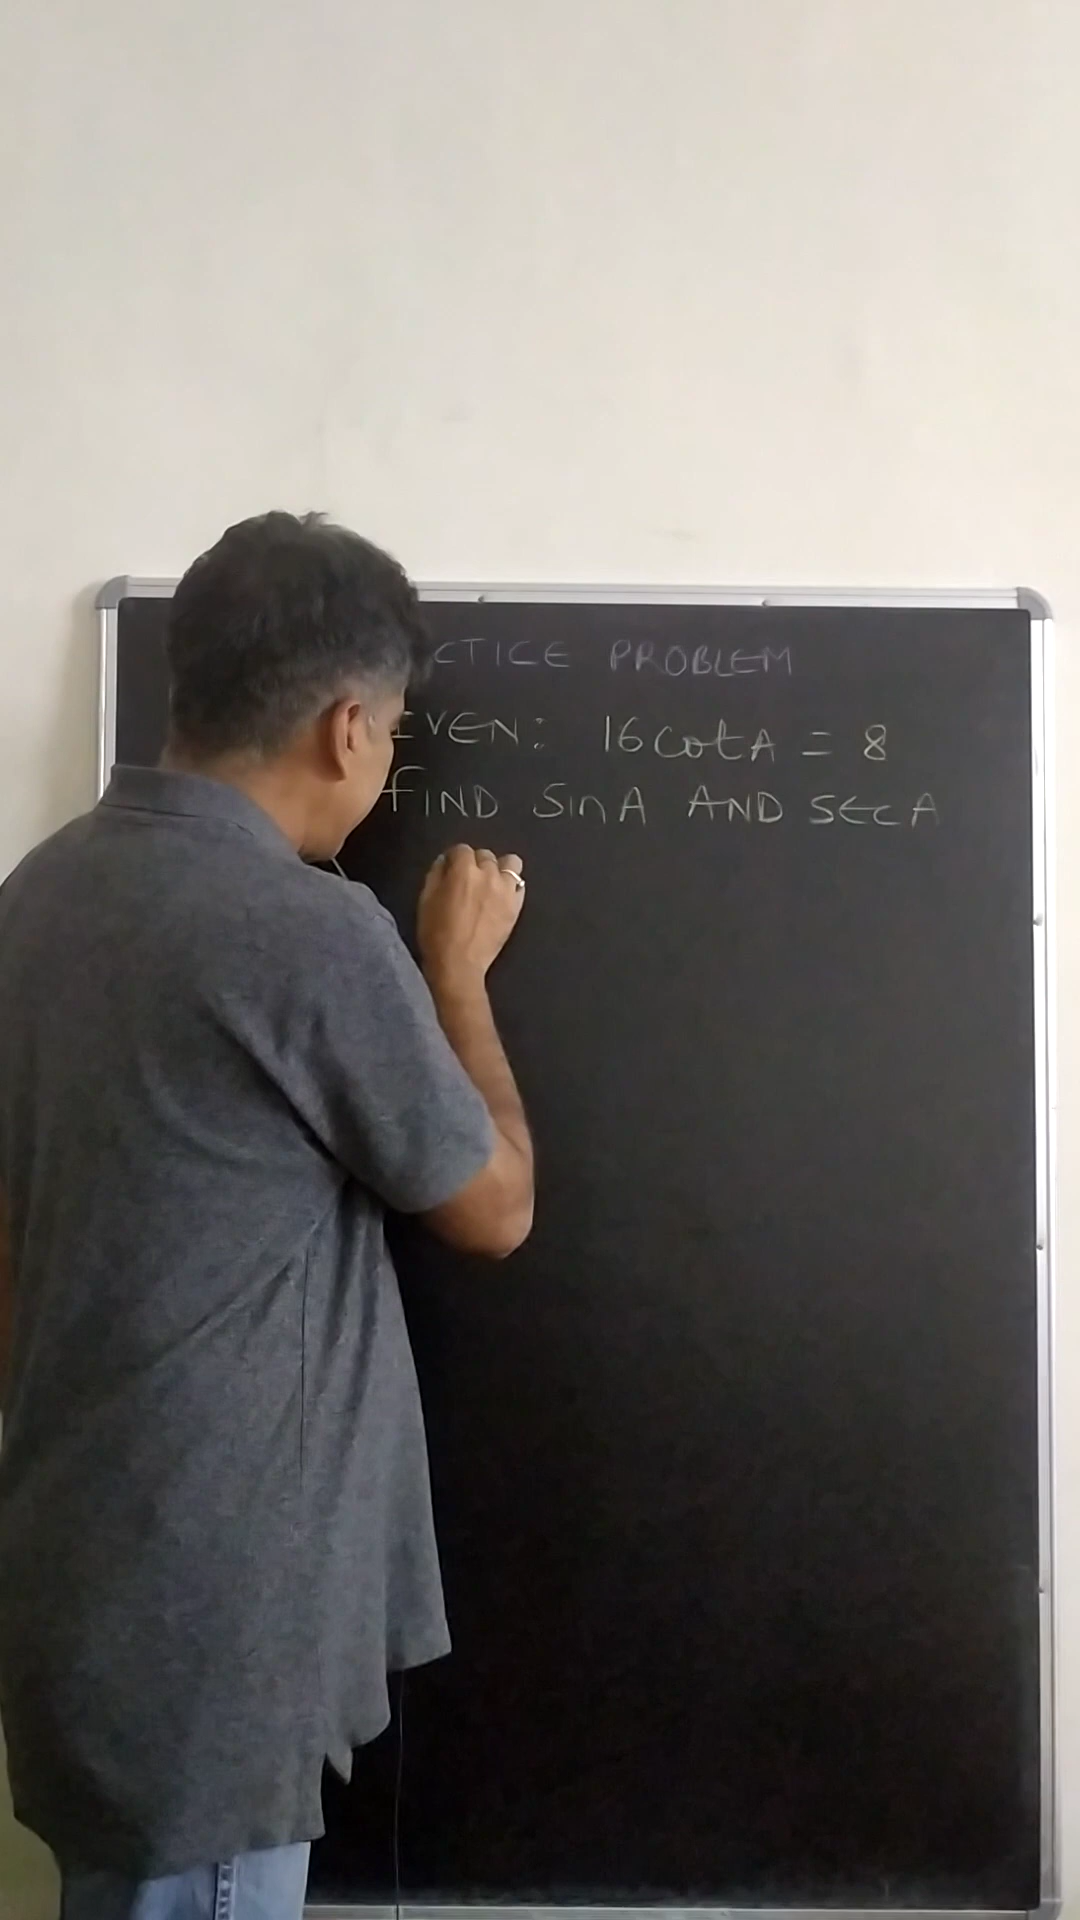 CTICE PROBLEM
IVEN: 16 cot A = 8
FIND Sin A AND SEC A